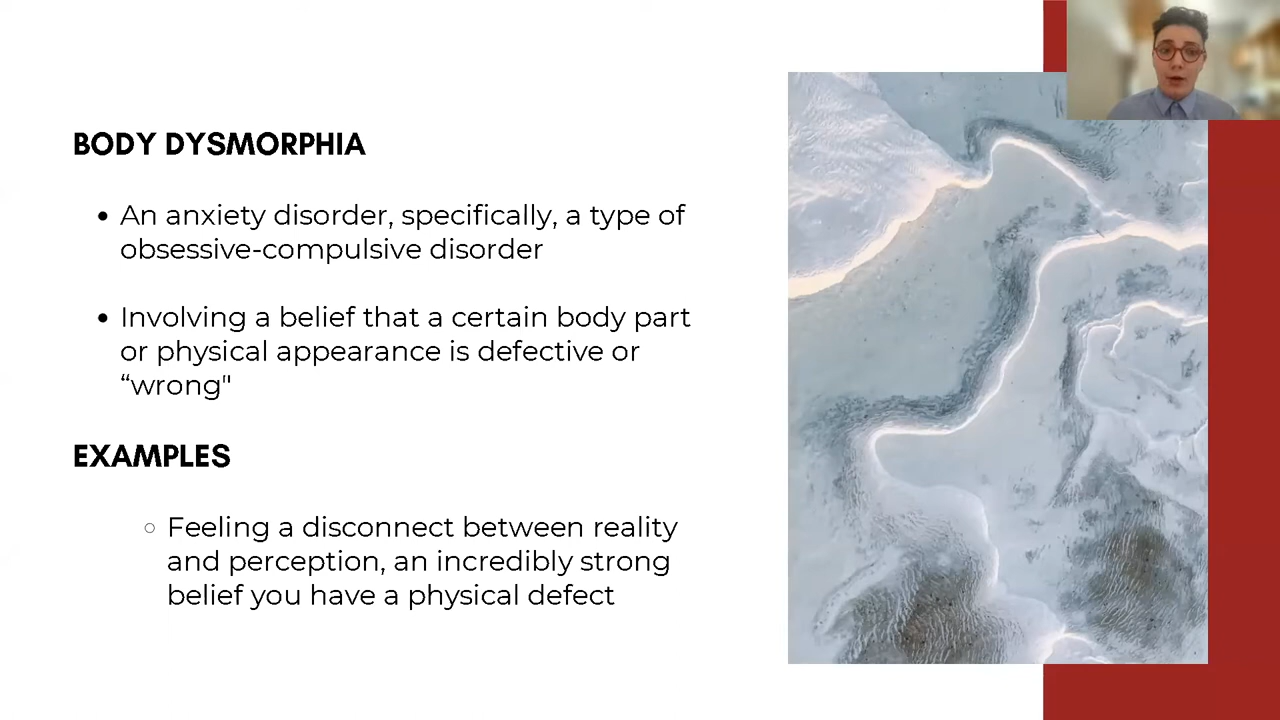 BODY DYSMORPHIA
• An anxiety disorder, specifically, a type of
obsessive-compulsive disorder
• Involving a belief that a certain body part
or physical appearance is defective or
“wrong"
EXAMPLES
○ Feeling a disconnect between reality
and perception, an incredibly strong
belief you have a physical defect